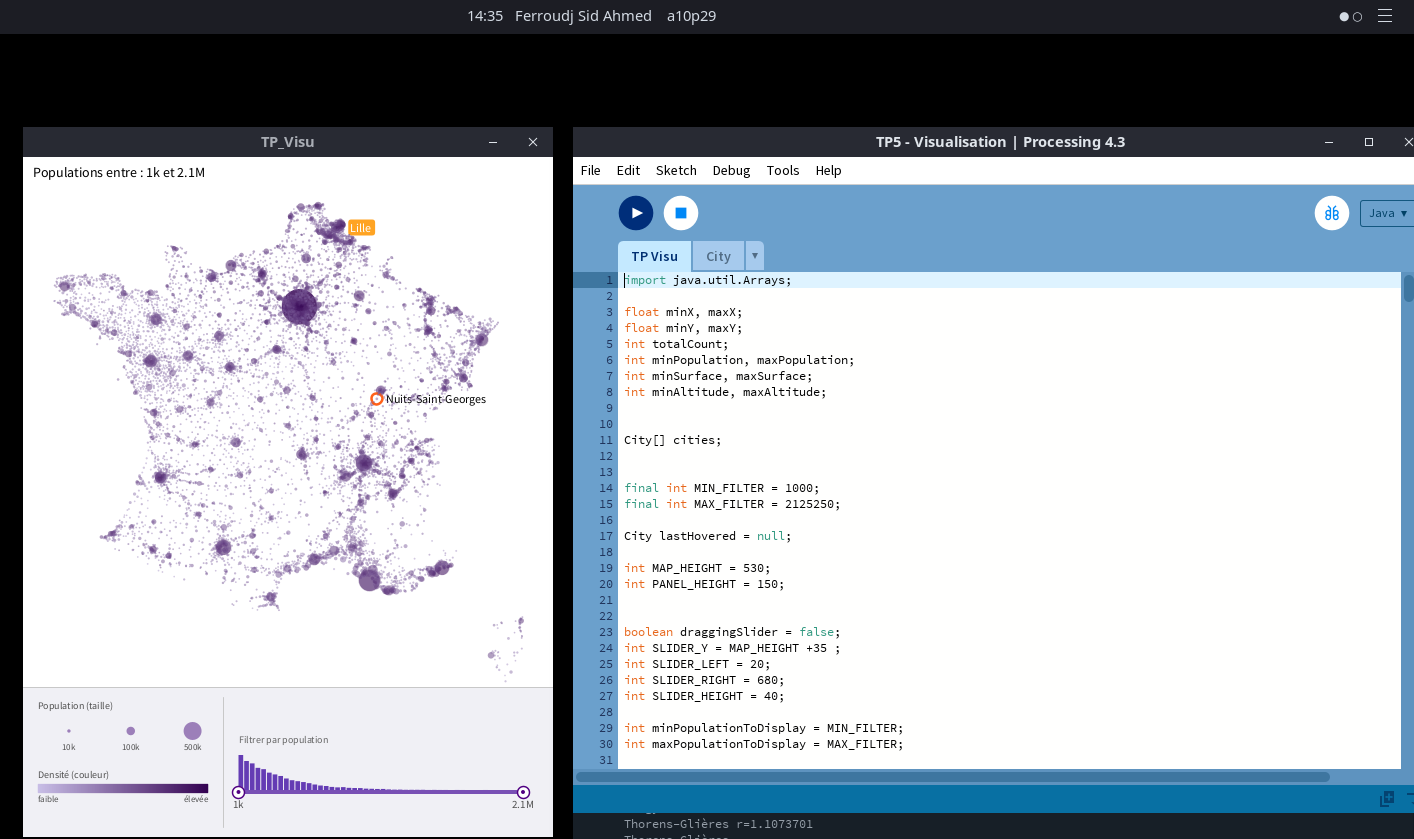 14:35 Ferroudj Sid Ahmed a10p29
TP_Visu
Populations entre : 1k et 2.1M
Lille
Nuits-Saint-Georges
Population (taille)
10k 100k 500k
Densité (couleur)
faible élevée
Filtrer par population
1k 2.1M
TP5 - Visualisation | Processing 4.3
File Edit Sketch Debug Tools Help
Java ▾
TP Visu City ▾
1 import java.util.Arrays;
2
3 float minX, maxX;
4 float minY, maxY;
5 int totalCount;
6 int minPopulation, maxPopulation;
7 int minSurface, maxSurface;
8 int minAltitude, maxAltitude;
9
10
11 City[] cities;
12
13
14 final int MIN_FILTER = 1000;
15 final int MAX_FILTER = 2125250;
16
17 City lastHovered = null;
18
19 int MAP_HEIGHT = 530;
20 int PANEL_HEIGHT = 150;
21
22
23 boolean draggingSlider = false;
24 int SLIDER_Y = MAP_HEIGHT +35 ;
25 int SLIDER_LEFT = 20;
26 int SLIDER_RIGHT = 680;
27 int SLIDER_HEIGHT = 40;
28
29 int minPopulationToDisplay = MIN_FILTER;
30 int maxPopulationToDisplay = MAX_FILTER;
31
Thorens-Glières r=1.1073701